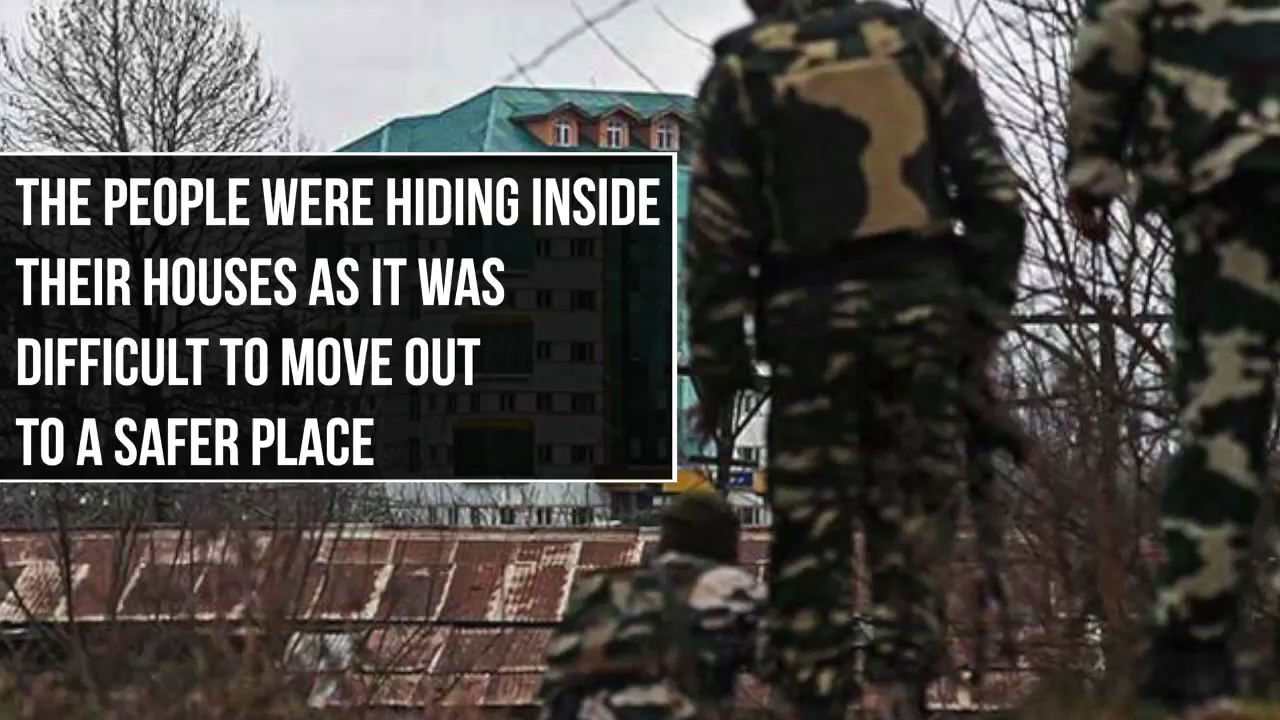 THE PEOPLE WERE HIDING INSIDE
THEIR HOUSES AS IT WAS
DIFFICULT TO MOVE OUT
TO A SAFER PLACE